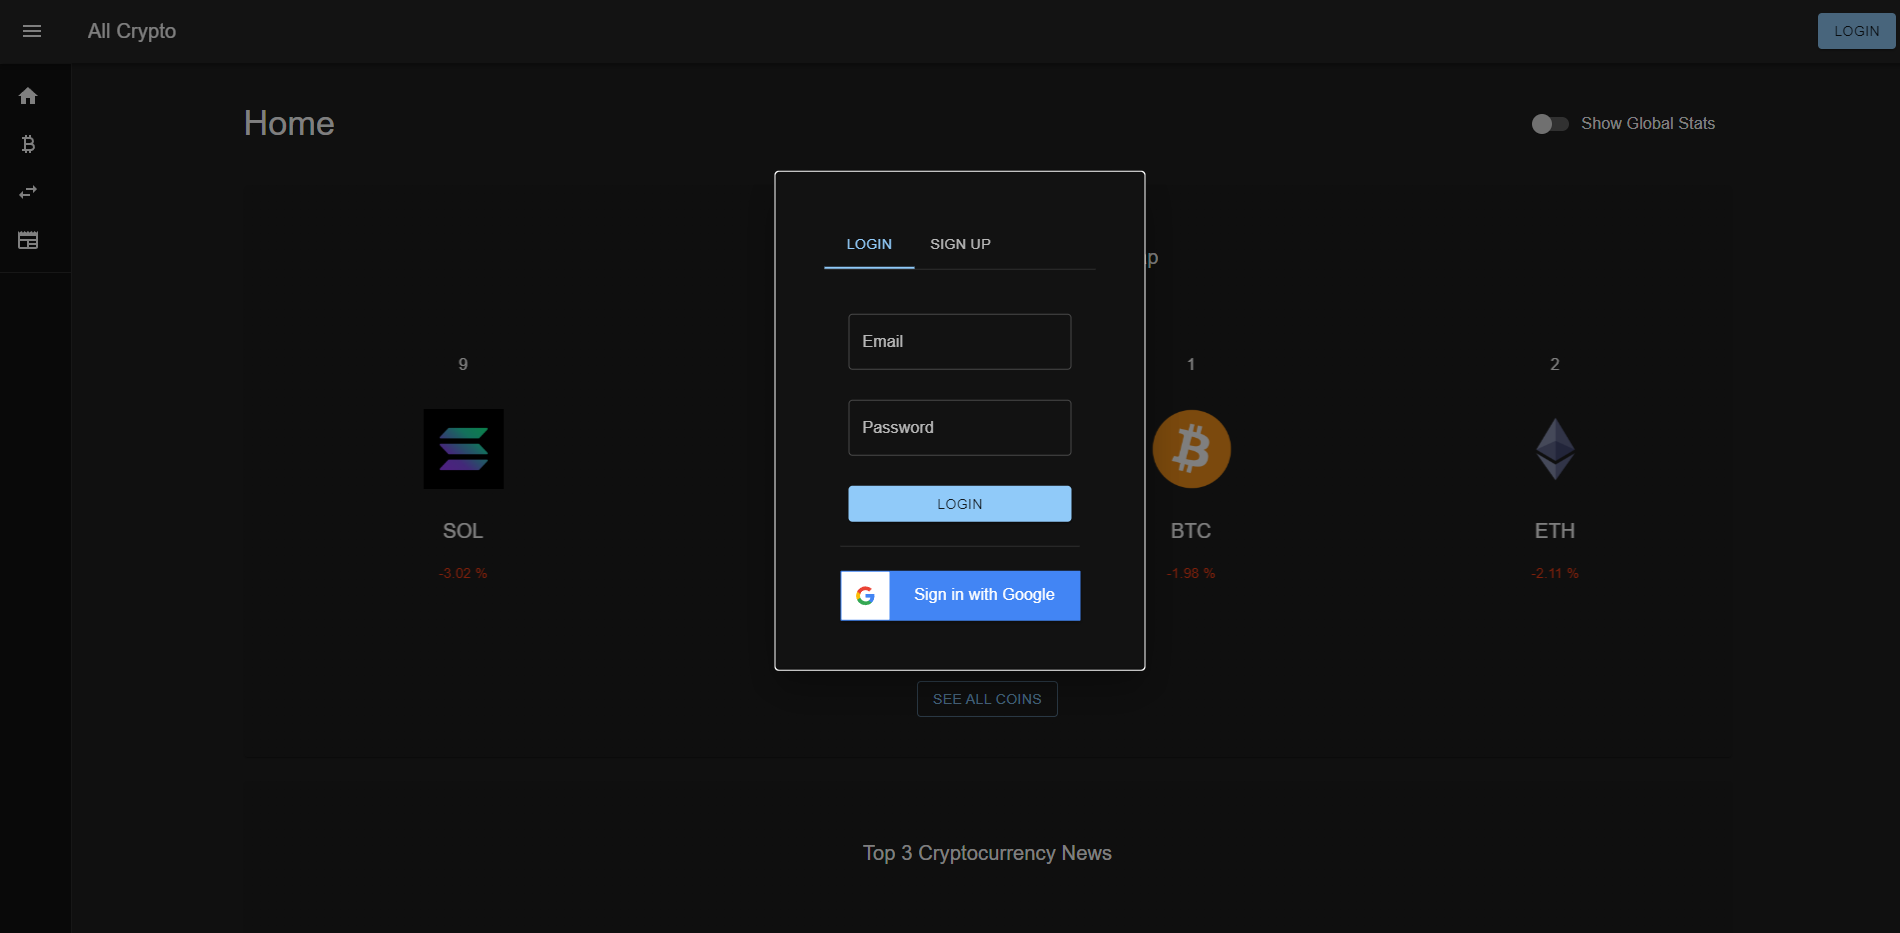 All Crypto
LOGIN
Home
Show Global Stats
LOGIN SIGN UP
Email
Password
LOGIN
Sign in with Google
9
SOL
-3.02 %
1
BTC
-1.98 %
2
ETH
-2.11 %
SEE ALL COINS
Top 3 Cryptocurrency News